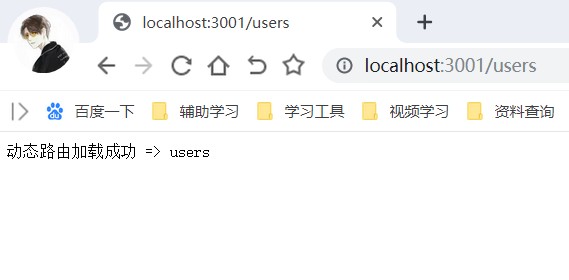 localhost:3001/users
localhost:3001/users
du 百度一下 辅助学习 学习工具 视频学习 资料查询
动态路由加载成功 => users